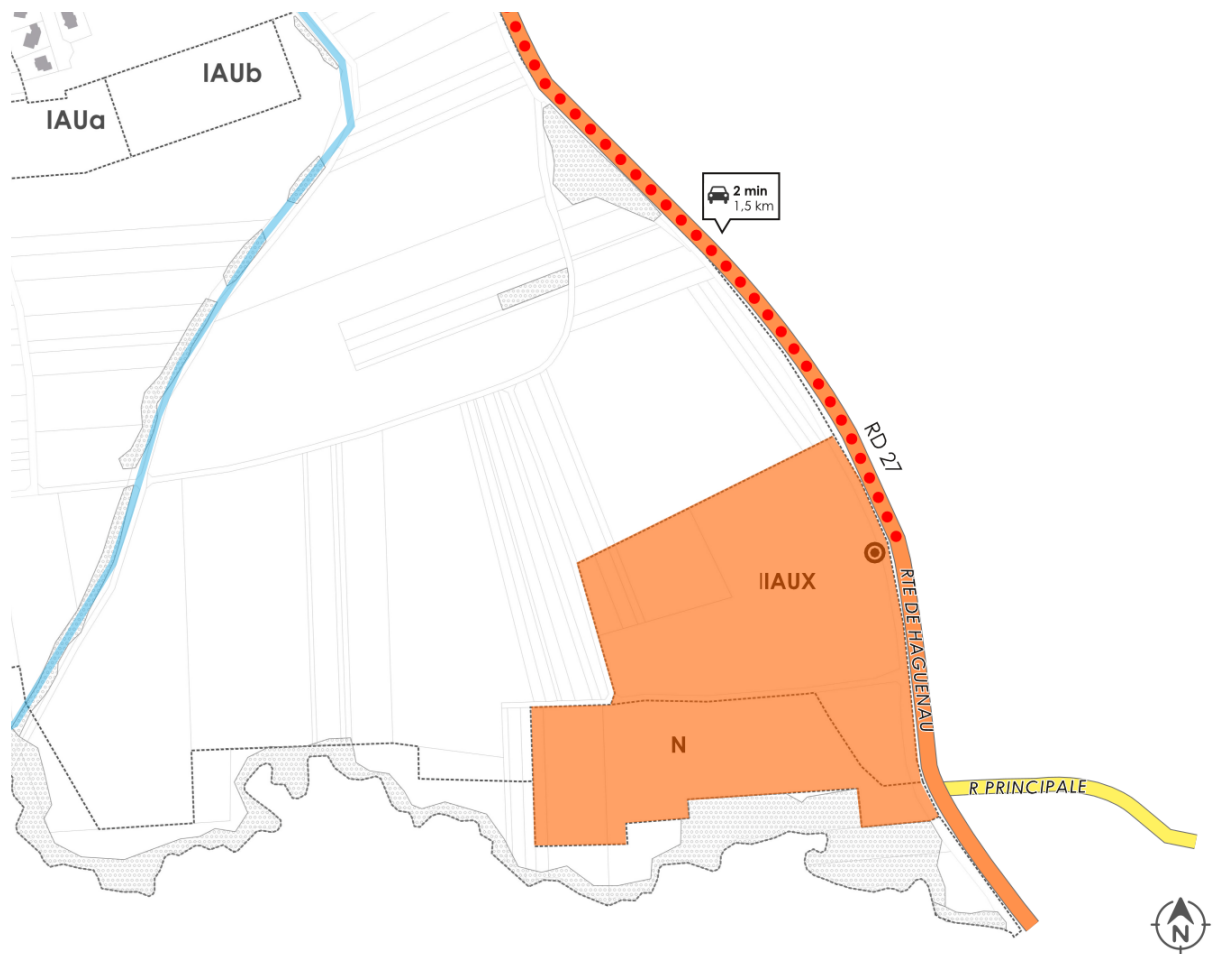 IAUb
IAUa
2 min
1,5 km
RD 27
IIAUX
RTE DE HAGUENAU
N
R PRINCIPALE
N